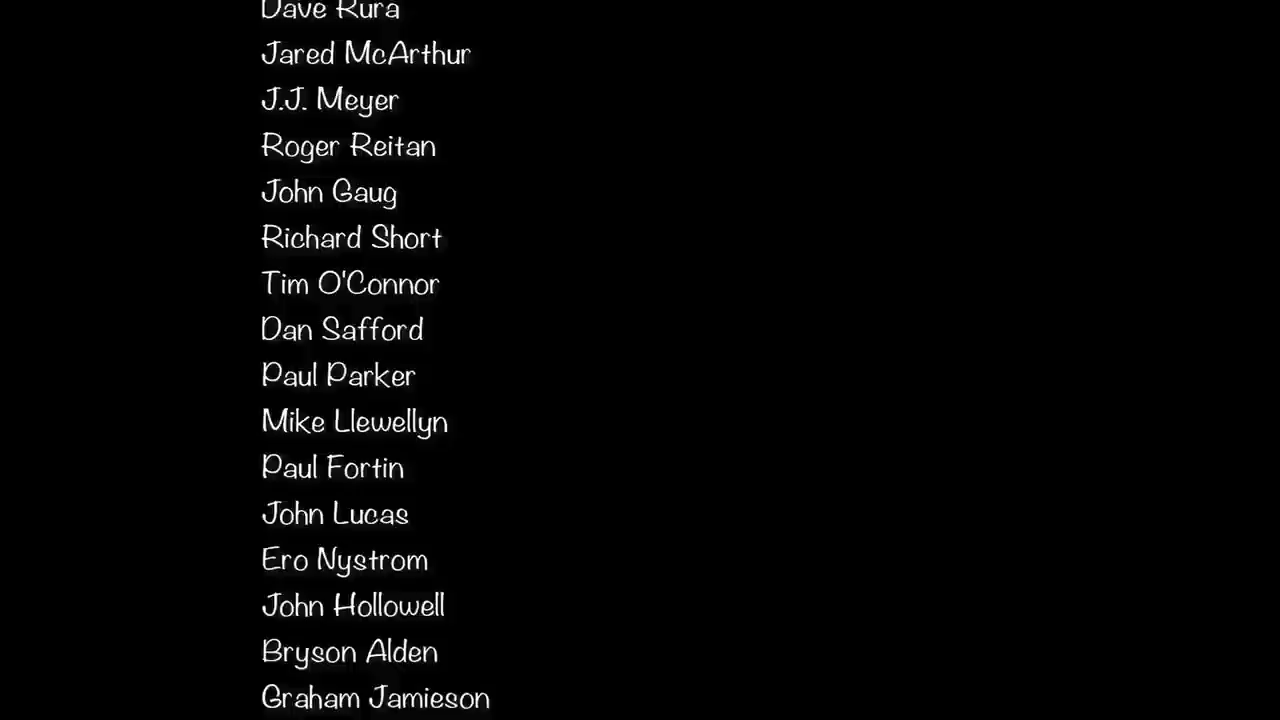 Dave Rura
Jared McArthur
J.J. Meyer
Roger Reitan
John Gaug
Richard Short
Tim O'Connor
Dan Safford
Paul Parker
Mike Llewellyn
Paul Fortin
John Lucas
Ero Nystrom
John Hollowell
Bryson Alden
Graham Jamieson